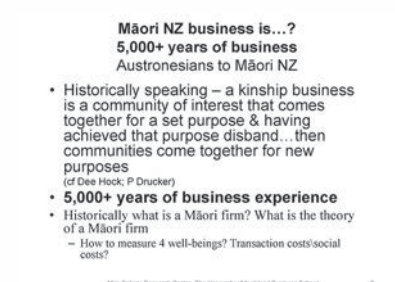 Māori NZ business is…?
5,000+ years of business
Austronesians to Māori NZ
• Historically speaking – a kinship business
is a community of interest that comes
together for a set purpose & having
achieved that purpose disband…then
communities come together for new
purposes
(cf Dee Hock; P Drucker)
• 5,000+ years of business experience
• Historically what is a Māori firm? What is the theory
of a Māori firm
– How to measure 4 well-beings? Transaction costs\social
costs?